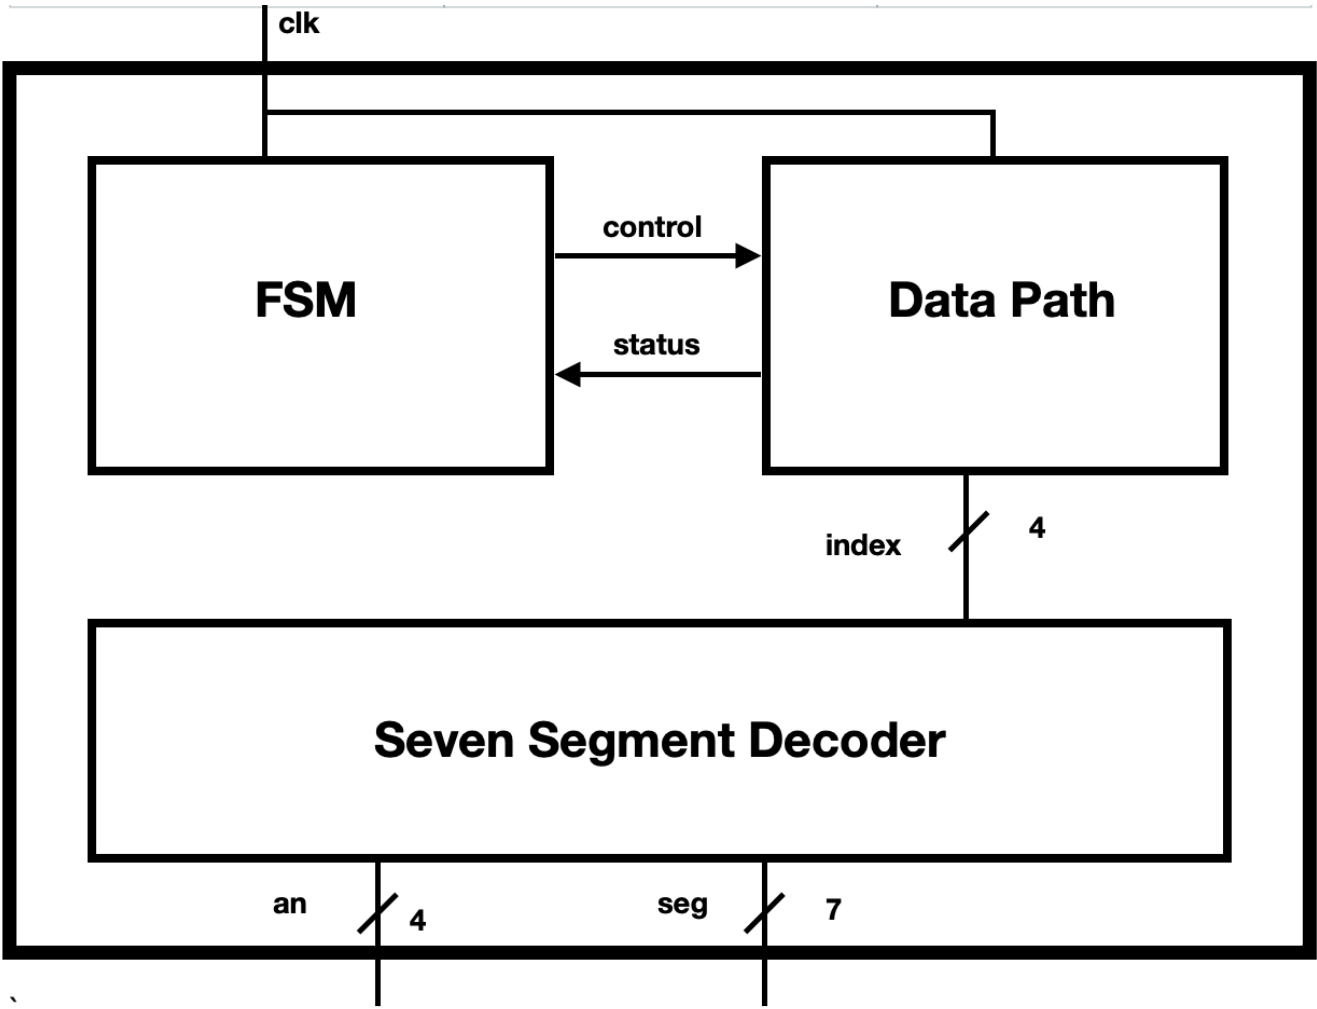 clk
control
FSM
Data Path
status
index
4
Seven Segment Decoder
an
4
seg
7
`